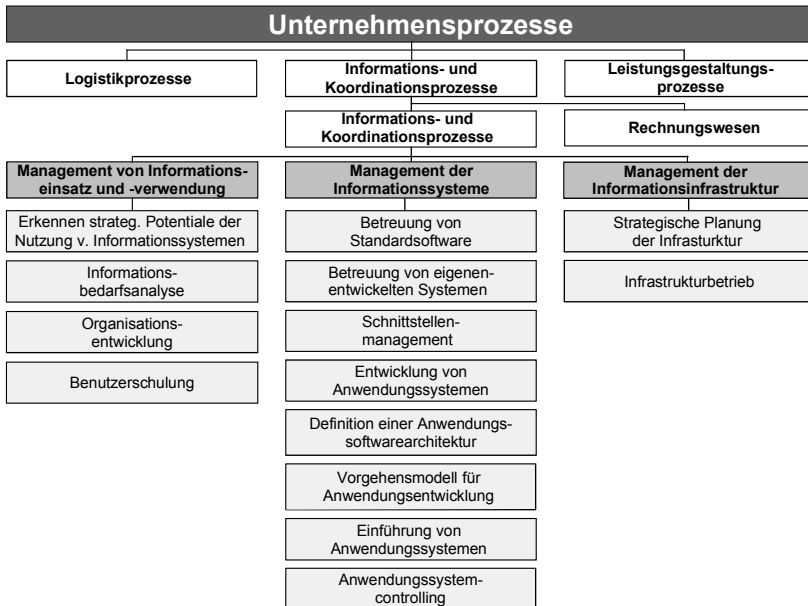 Unternehmensprozesse
Logistikprozesse
Informations- und
Koordinationsprozesse
Leistungsgestaltungs-
prozesse
Informations- und
Koordinationsprozesse
Rechnungswesen
Management von Informations-
einsatz und -verwendung
Erkennen strateg. Potentiale der
Nutzung v. Informationssystemen
Informations-
bedarfsanalyse
Organisations-
entwicklung
Benutzerschulung
Management der
Informationssysteme
Betreuung von
Standardsoftware
Betreuung von eigenen-
entwickelten Systemen
Schnittstellen-
management
Entwicklung von
Anwendungssystemen
Definition einer Anwendungs-
softwarearchitektur
Vorgehensmodell für
Anwendungsentwicklung
Einführung von
Anwendungssystemen
Anwendungssystem-
controlling
Management der
Informationsinfrastruktur
Strategische Planung
der Infrasturktur
Infrastrukturbetrieb